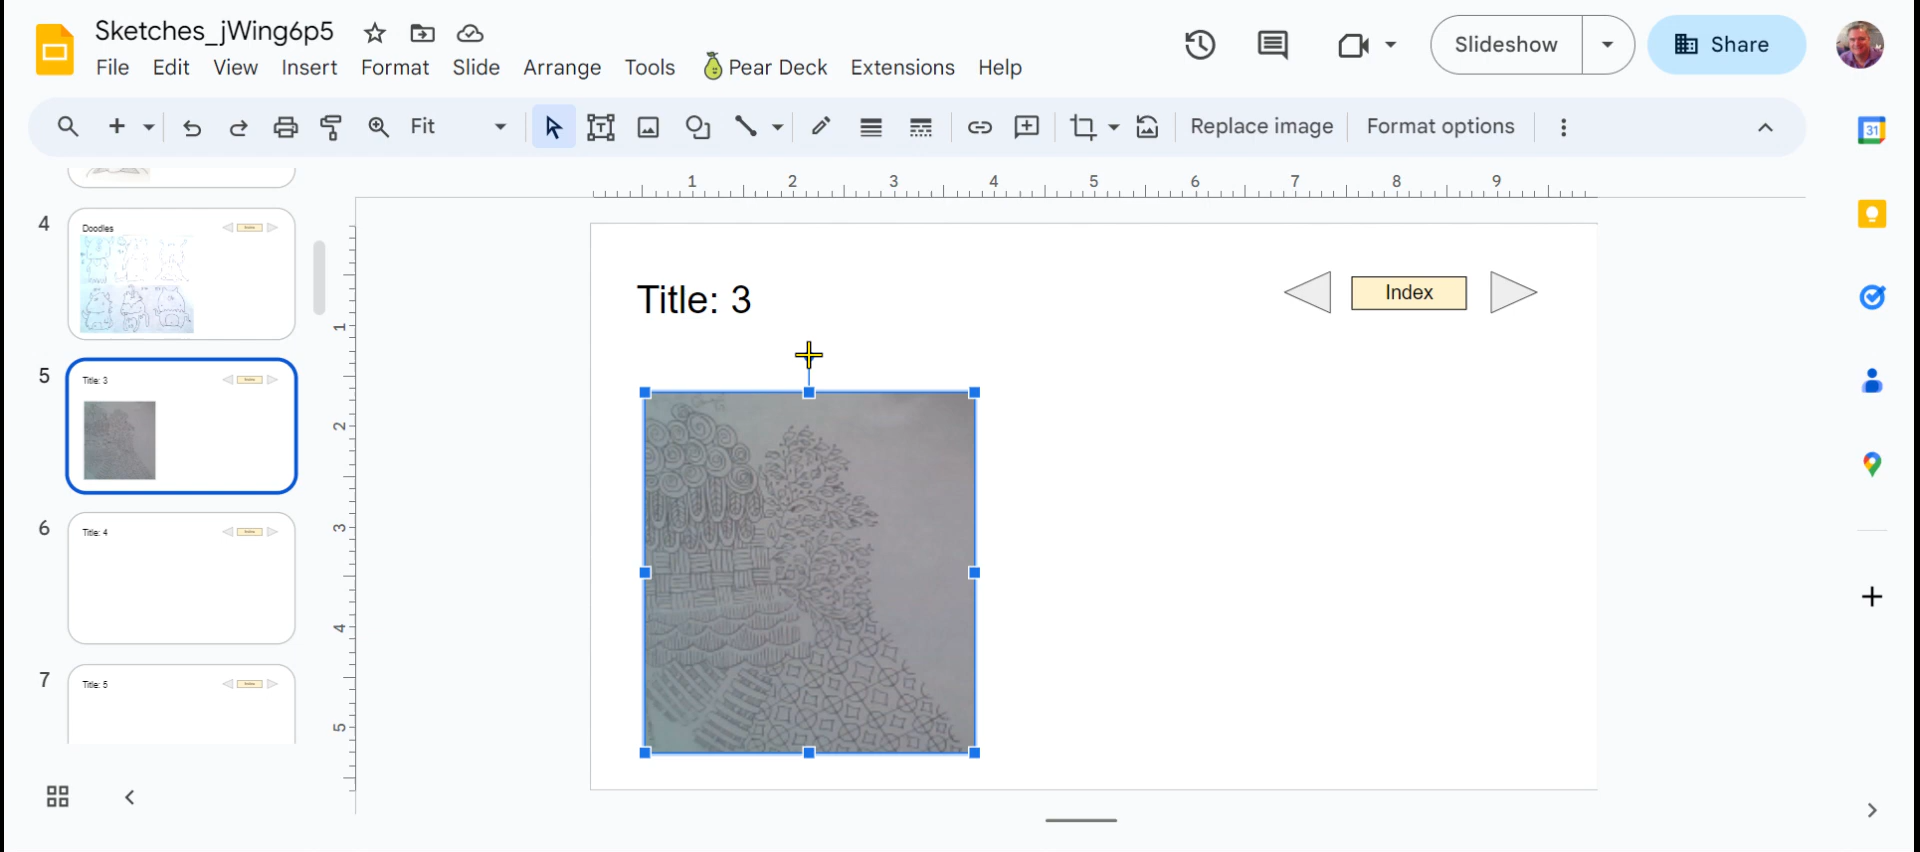 Sketches_jWing6p5
File Edit View Insert Format Slide Arrange Tools Pear Deck Extensions Help
Slideshow
Share
Fit
Replace image
Format options
31
1 2 3 4 5 6 7 8 9
1
2
3
4
5
4
Doodles
5
Title: 3
6
Title: 4
7
Title: 5
Title: 3
Index